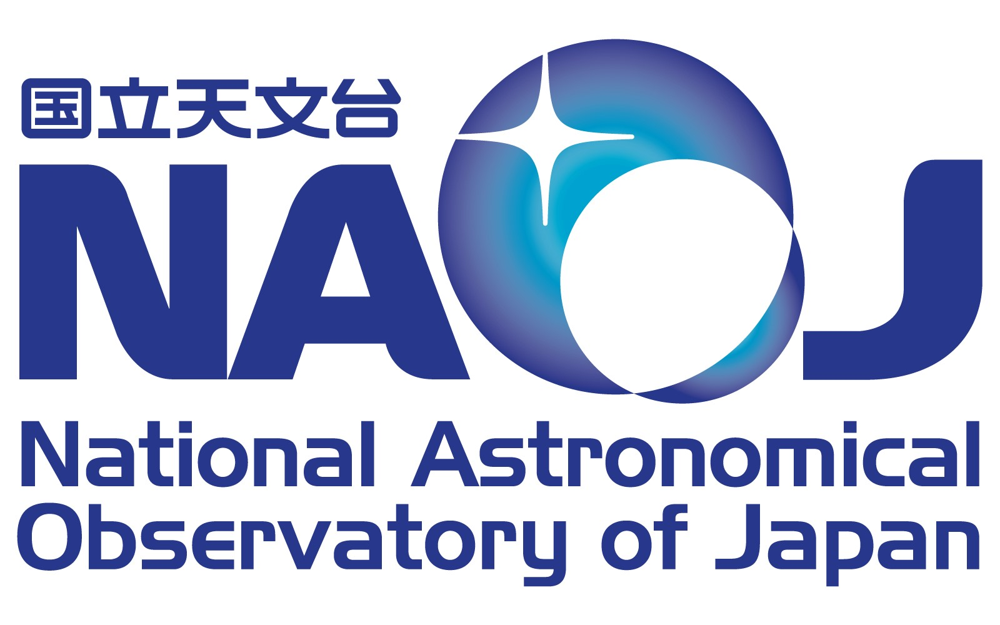 国立天文台
NAOJ
National Astronomical
Observatory of Japan